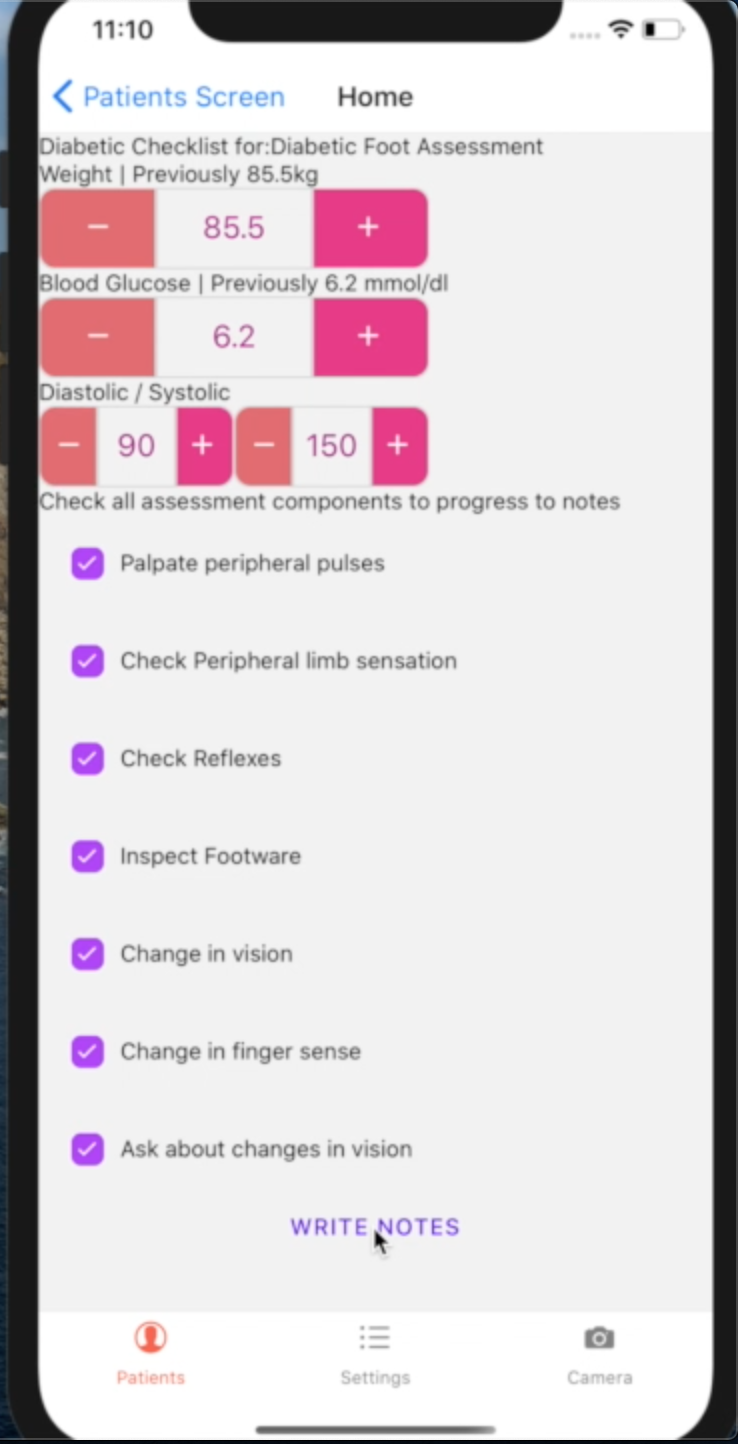 11:10
Patients Screen Home
Diabetic Checklist for:Diabetic Foot Assessment
Weight | Previously 85.5kg
− 85.5 +
Blood Glucose | Previously 6.2 mmol/dl
− 6.2 +
Diastolic / Systolic
− 90 + − 150 +
Check all assessment components to progress to notes
Palpate peripheral pulses
Check Peripheral limb sensation
Check Reflexes
Inspect Footware
Change in vision
Change in finger sense
Ask about changes in vision
WRITE NOTES
Patients Settings Camera